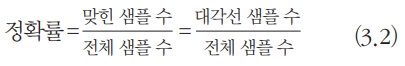 정확률=맞힌 샘플 수/전체 샘플 수=대각선 샘플 수/전체 샘플 수 (3.2)